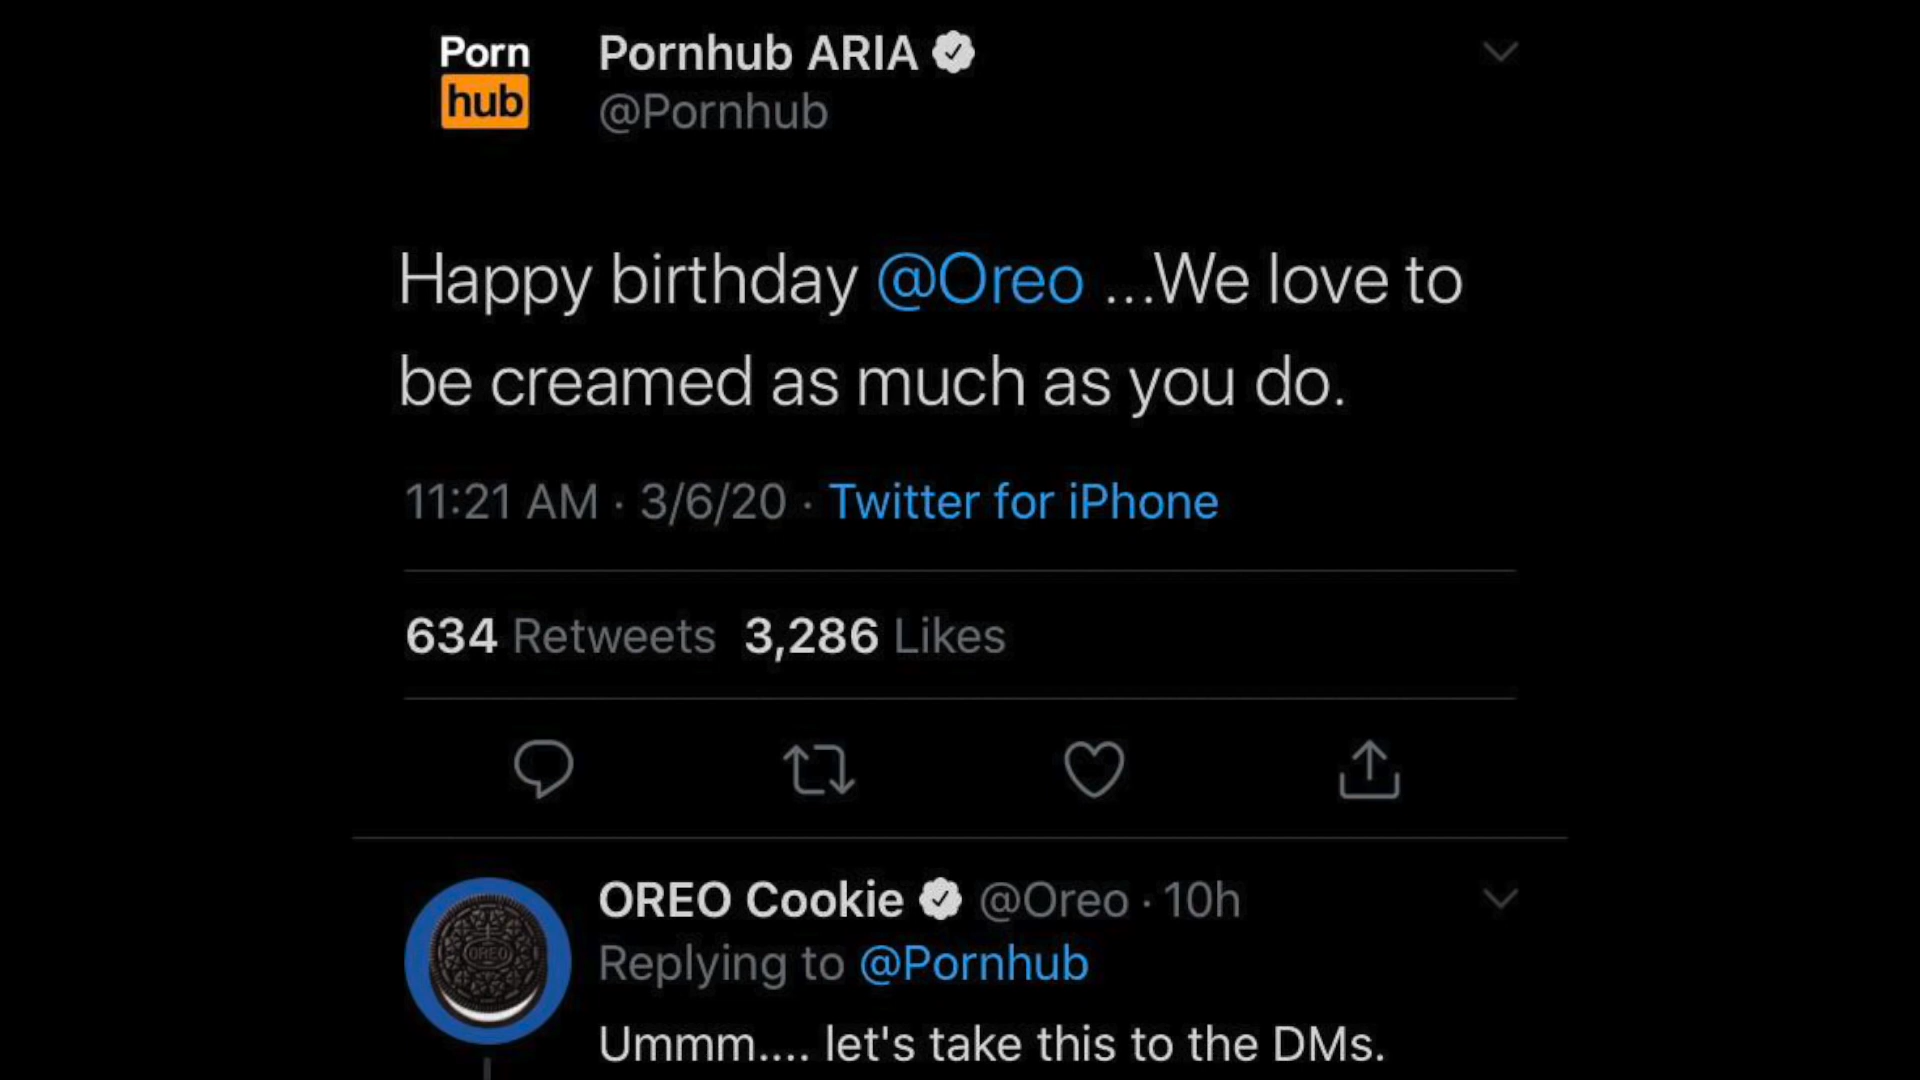 Porn
hub
Pornhub ARIA
@Pornhub
Happy birthday @Oreo ...We love to
be creamed as much as you do.
11:21 AM · 3/6/20 · Twitter for iPhone
634 Retweets 3,286 Likes
OREO
OREO Cookie @Oreo · 10h
Replying to @Pornhub
Ummm.... let's take this to the DMs.